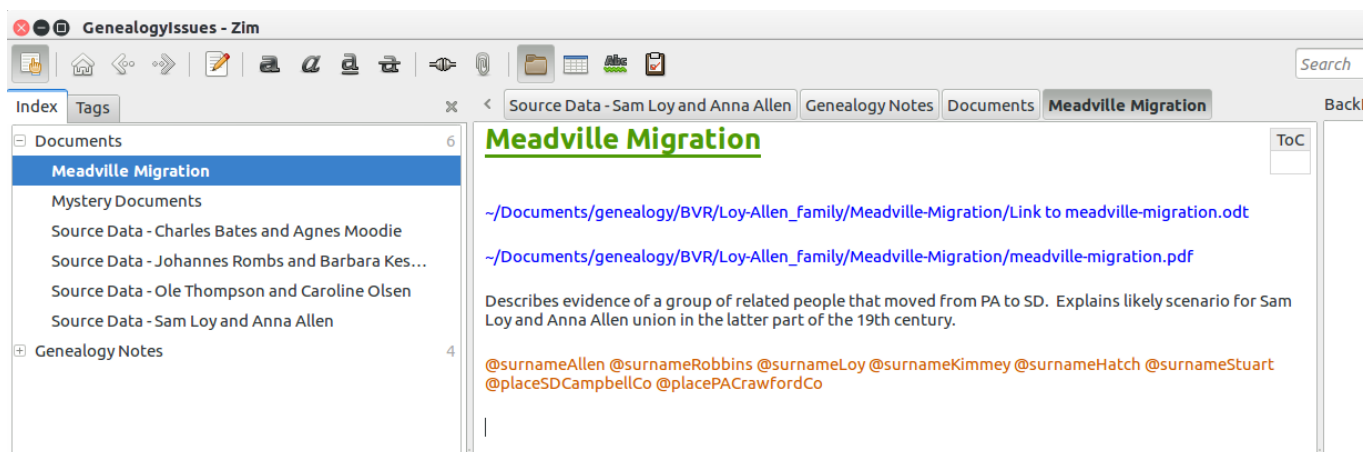 GenealogyIssues - Zim
a a a a Abc
Search
Index Tags
< Source Data - Sam Loy and Anna Allen Genealogy Notes Documents Meadville Migration
Documents 6
Meadville Migration
Mystery Documents
Source Data - Charles Bates and Agnes Moodie
Source Data - Johannes Rombs and Barbara Kes...
Source Data - Ole Thompson and Caroline Olsen
Source Data - Sam Loy and Anna Allen
Genealogy Notes 4
Meadville Migration
ToC
~/Documents/genealogy/BVR/Loy-Allen_family/Meadville-Migration/Link to meadville-migration.odt
~/Documents/genealogy/BVR/Loy-Allen_family/Meadville-Migration/meadville-migration.pdf
Describes evidence of a group of related people that moved from PA to SD.  Explains likely scenario for Sam
Loy and Anna Allen union in the latter part of the 19th century.
@surnameAllen @surnameRobbins @surnameLoy @surnameKimmey @surnameHatch @surnameStuart
@placeSDCampbellCo @placePACrawfordCo